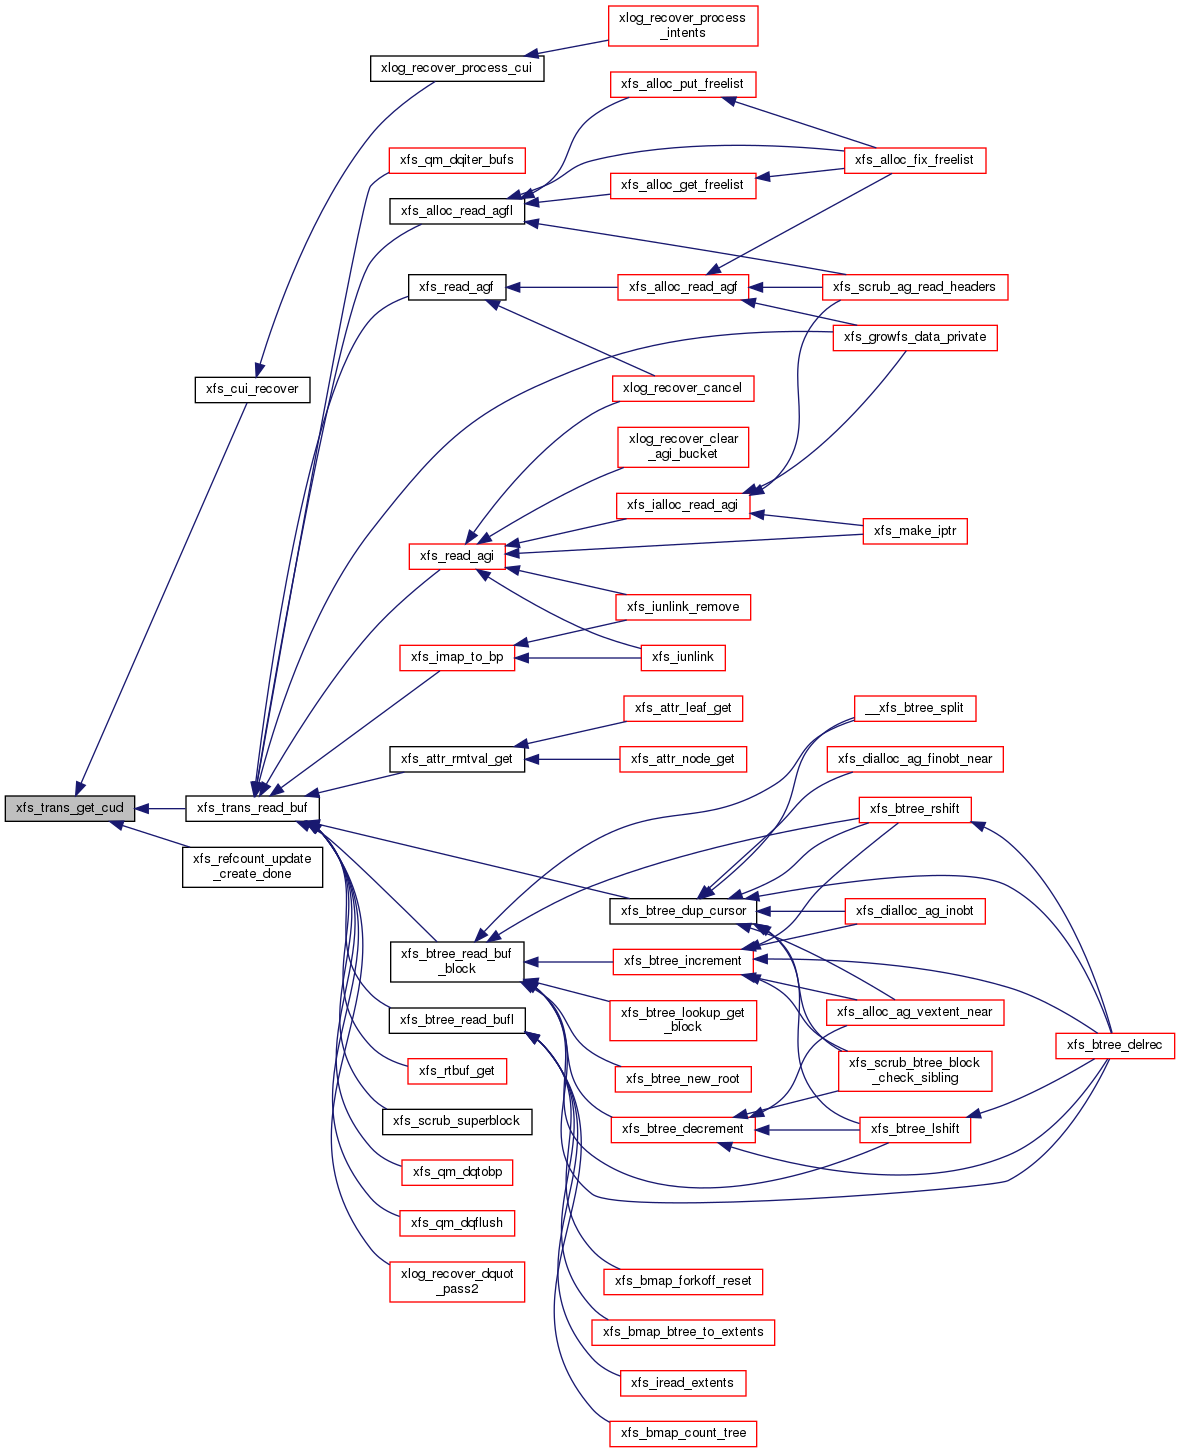 xlog_recover_process
_intents
xlog_recover_process_cui
xfs_alloc_put_freelist
xfs_qm_dqiter_bufs
xfs_alloc_fix_freelist
xfs_alloc_get_freelist
xfs_alloc_read_agfl
xfs_read_agf
xfs_alloc_read_agf
xfs_scrub_ag_read_headers
xfs_growfs_data_private
xfs_cui_recover
xlog_recover_cancel
xlog_recover_clear
_agi_bucket
xfs_ialloc_read_agi
xfs_make_iptr
xfs_read_agi
xfs_iunlink_remove
xfs_imap_to_bp
xfs_iunlink
xfs_attr_leaf_get
__xfs_btree_split
xfs_attr_rmtval_get
xfs_attr_node_get
xfs_dialloc_ag_finobt_near
xfs_trans_get_cud
xfs_trans_read_buf
xfs_btree_rshift
xfs_refcount_update
_create_done
xfs_btree_dup_cursor
xfs_dialloc_ag_inobt
xfs_btree_read_buf
_block
xfs_btree_increment
xfs_btree_lookup_get
_block
xfs_alloc_ag_vextent_near
xfs_btree_read_bufl
xfs_btree_delrec
xfs_rtbuf_get
xfs_btree_new_root
xfs_scrub_btree_block
_check_sibling
xfs_scrub_superblock
xfs_btree_decrement
xfs_btree_lshift
xfs_qm_dqtobp
xfs_qm_dqflush
xlog_recover_dquot
_pass2
xfs_bmap_forkoff_reset
xfs_bmap_btree_to_extents
xfs_iread_extents
xfs_bmap_count_tree